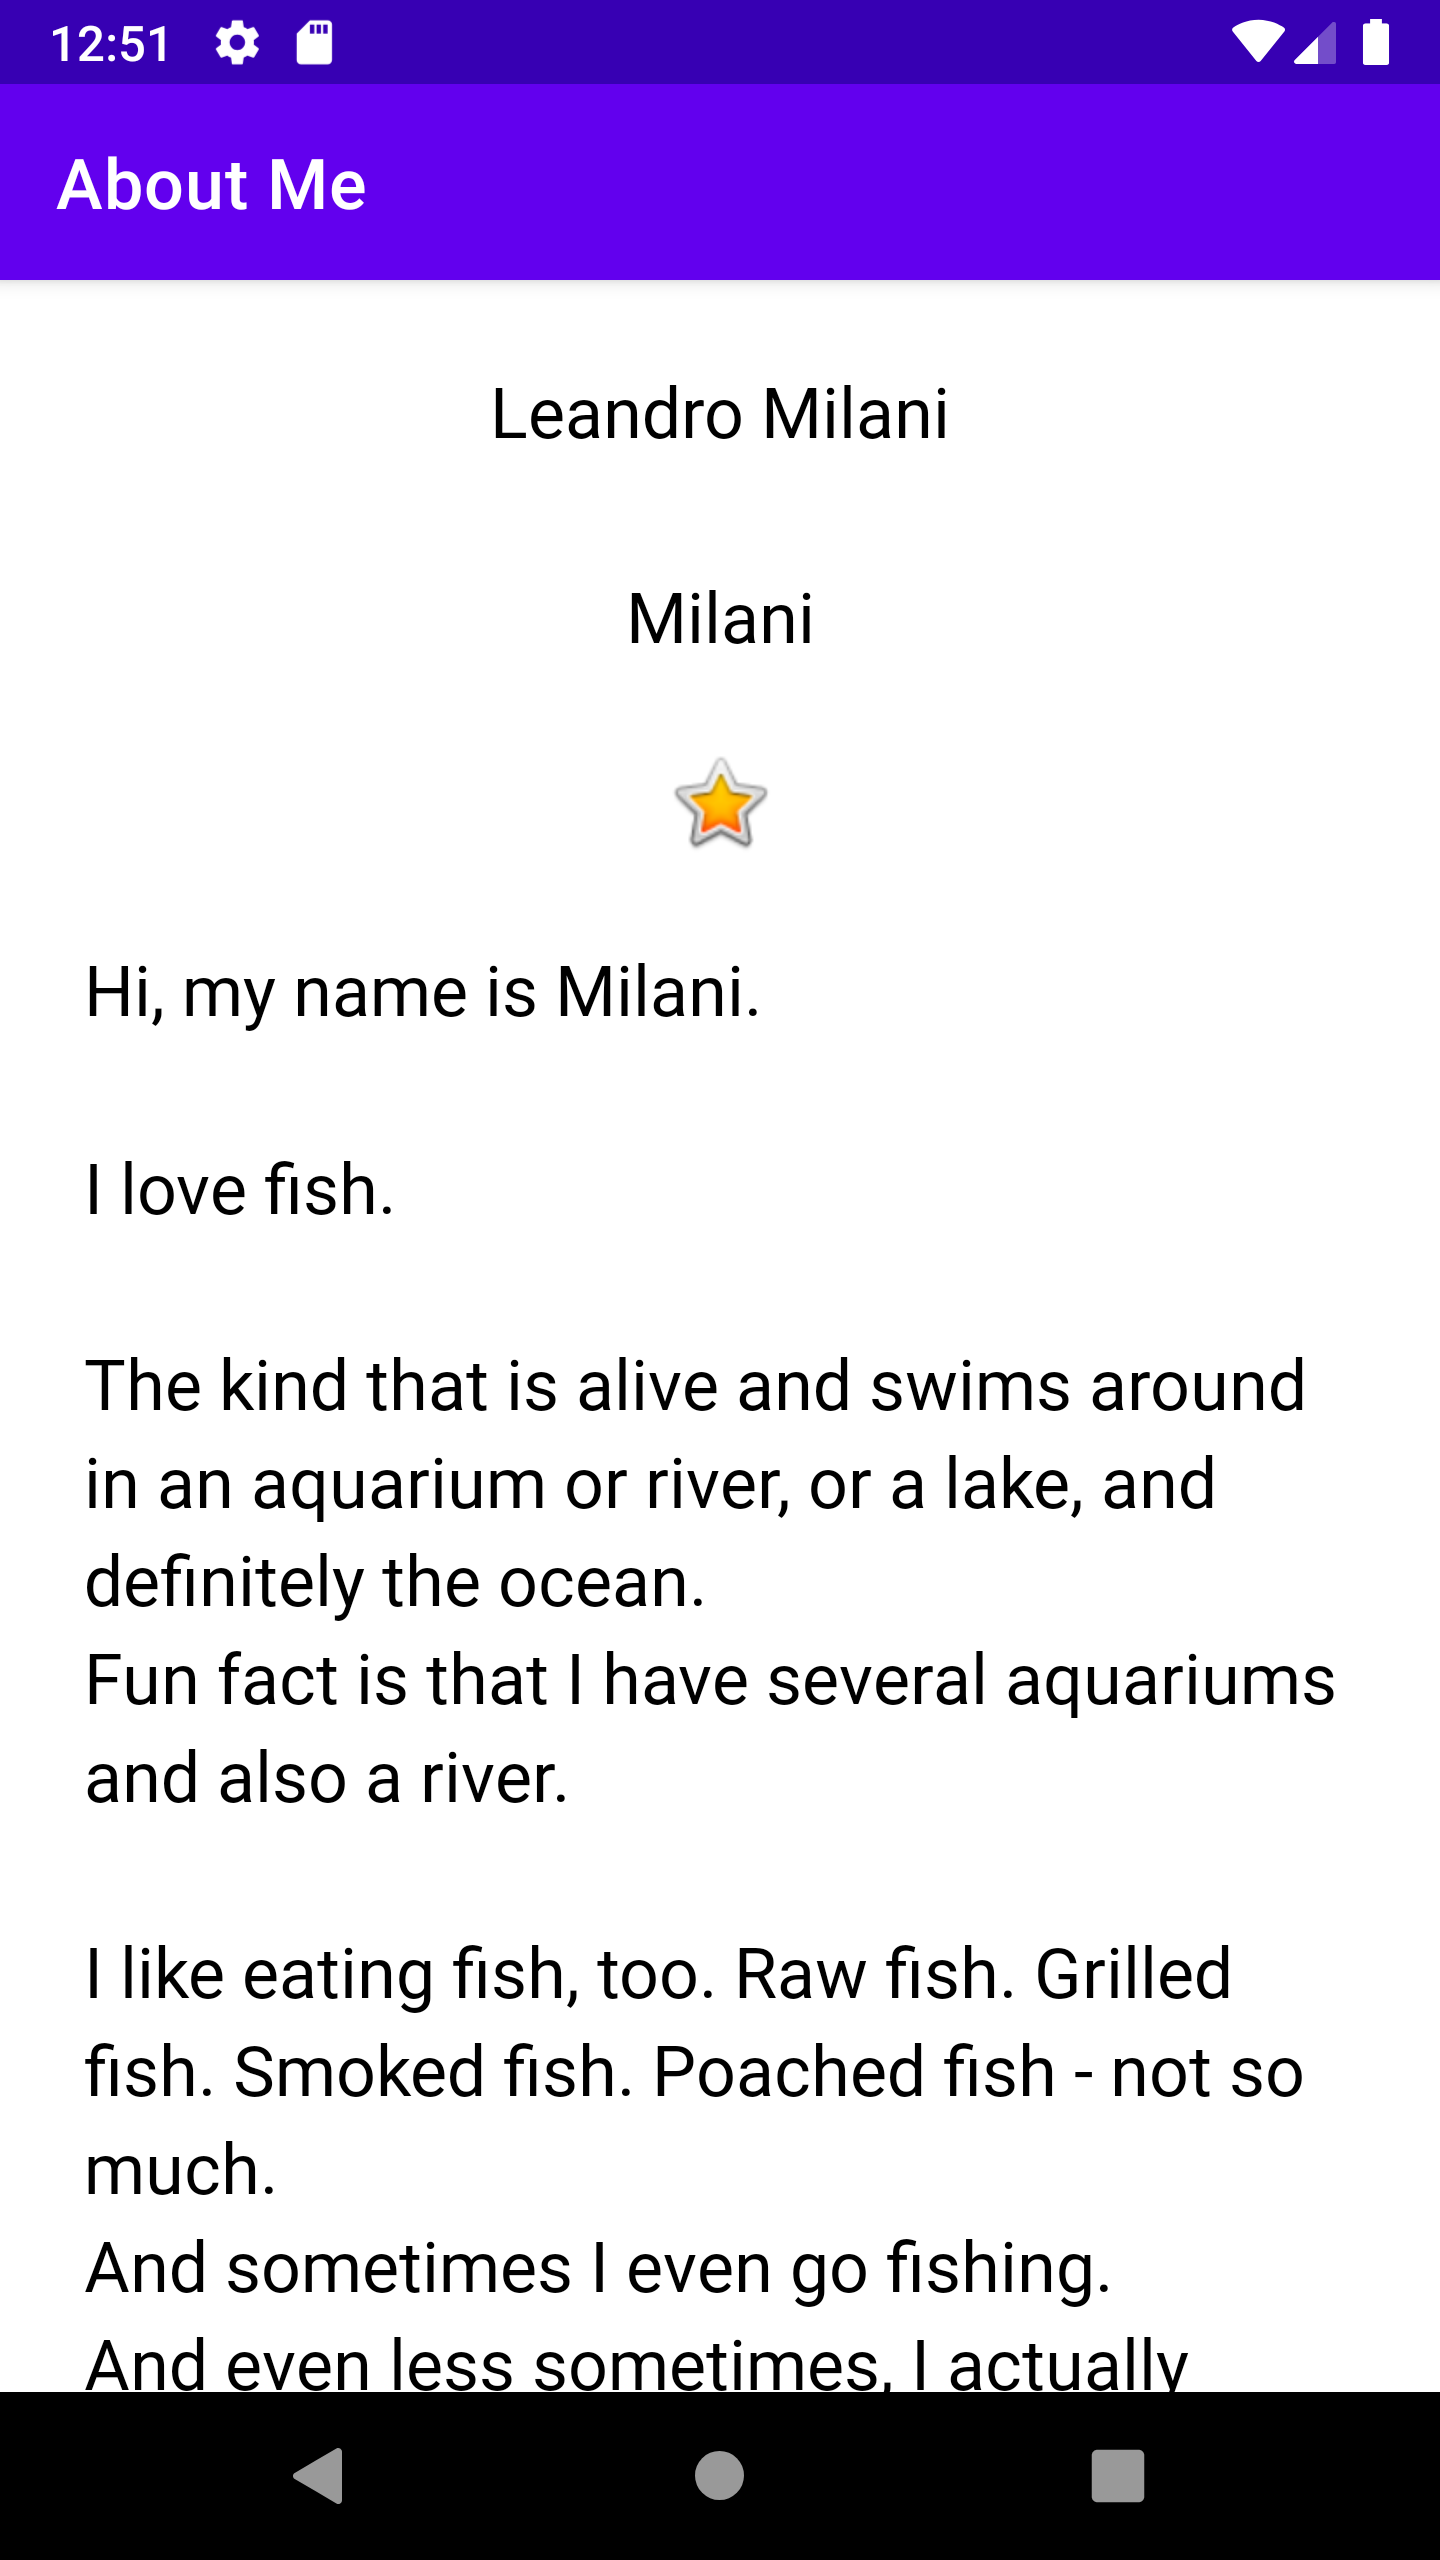 12:51
About Me
Leandro Milani
Milani
Hi, my name is Milani.
I love fish.
The kind that is alive and swims around
in an aquarium or river, or a lake, and
definitely the ocean.
Fun fact is that I have several aquariums
and also a river.
I like eating fish, too. Raw fish. Grilled
fish. Smoked fish. Poached fish - not so
much.
And sometimes I even go fishing.
And even less sometimes, I actually